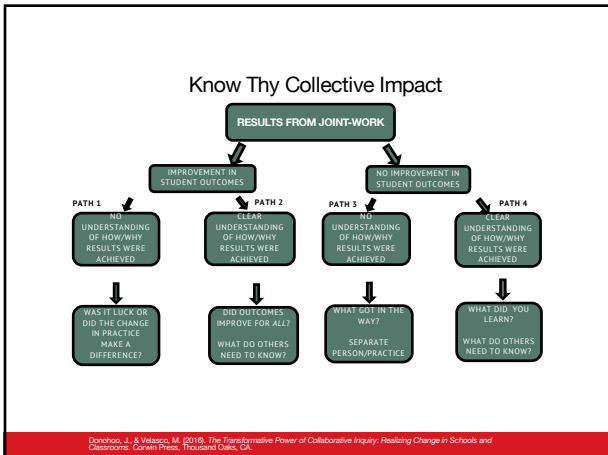 Know Thy Collective Impact
RESULTS FROM JOINT-WORK
IMPROVEMENT IN
STUDENT OUTCOMES
NO IMPROVEMENT IN
STUDENT OUTCOMES
PATH 1
PATH 2
PATH 3
PATH 4
NO
UNDERSTANDING
OF HOW/WHY
RESULTS WERE
ACHIEVED
CLEAR
UNDERSTANDING
OF HOW/WHY
RESULTS WERE
ACHIEVED
NO
UNDERSTANDING
OF HOW/WHY
RESULTS WERE
ACHIEVED
CLEAR
UNDERSTANDING
OF HOW/WHY
RESULTS WERE
ACHIEVED
WAS IT LUCK OR
DID THE CHANGE
IN PRACTICE
MAKE A
DIFFERENCE?
DID OUTCOMES
IMPROVE FOR ALL?
WHAT DO OTHERS
NEED TO KNOW?
WHAT GOT IN THE
WAY?
SEPARATE
PERSON/PRACTICE
WHAT DID YOU
LEARN?
WHAT DO OTHERS
NEED TO KNOW?
Donohoo, J., & Velasco, M. (2016). The Transformative Power of Collaborative Inquiry: Realizing Change in Schools and
Classrooms. Corwin Press, Thousand Oaks, CA.